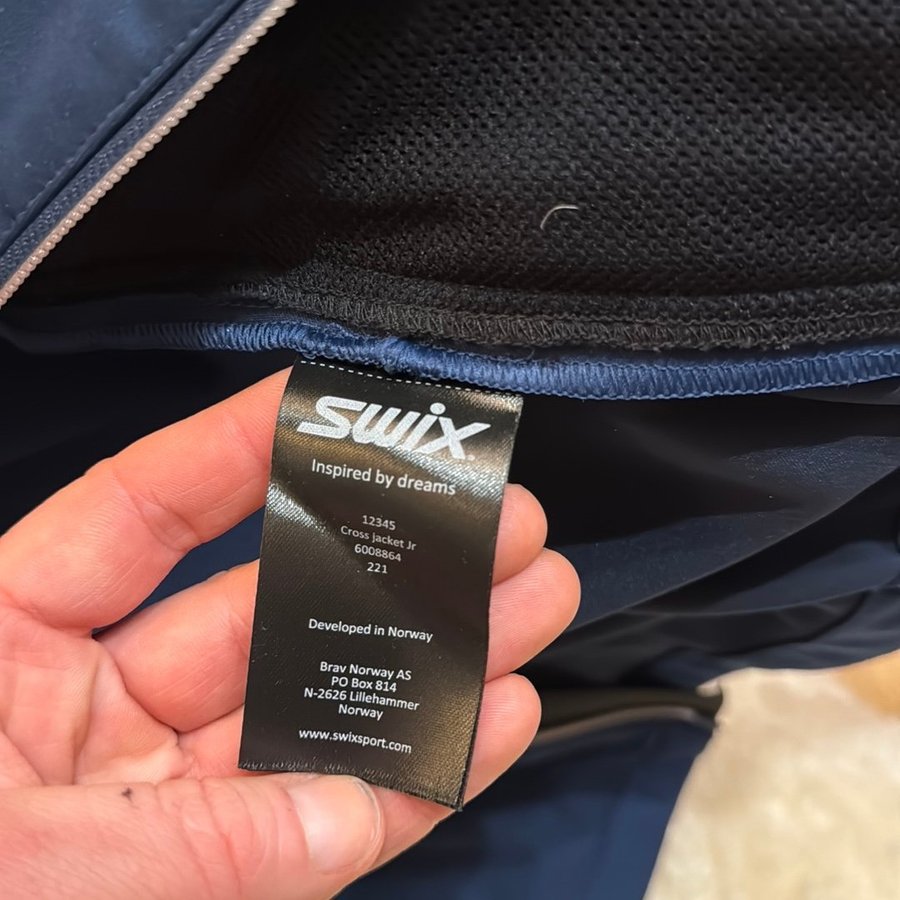 Swix
Inspired by dreams
12345
Cross jacket Jr
6008864
221
Developed in Norway
Brav Norway AS
PO Box 814
N-2626 Lillehammer
Norway
www.swixsport.com